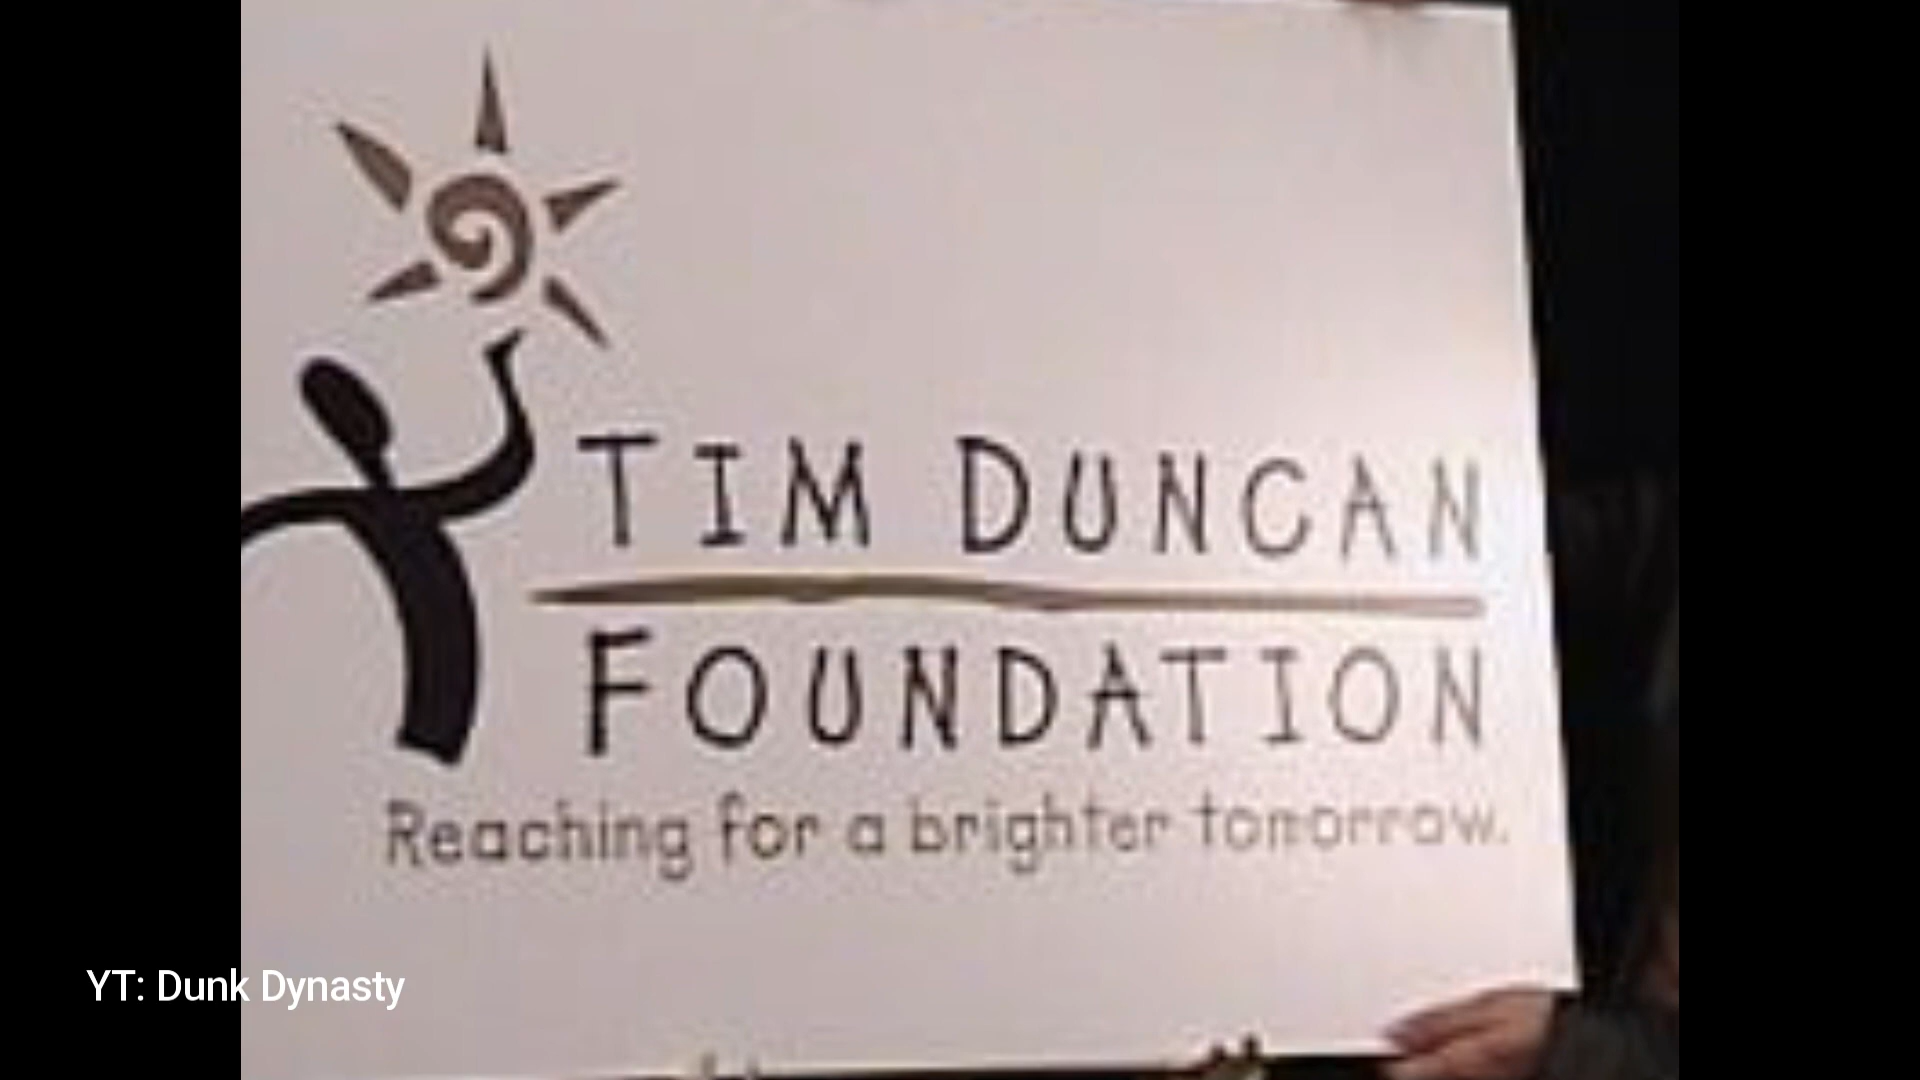 TIM DUNCAN
FOUNDATION
Reaching for a brighter tomorrow.
YT: Dunk Dynasty